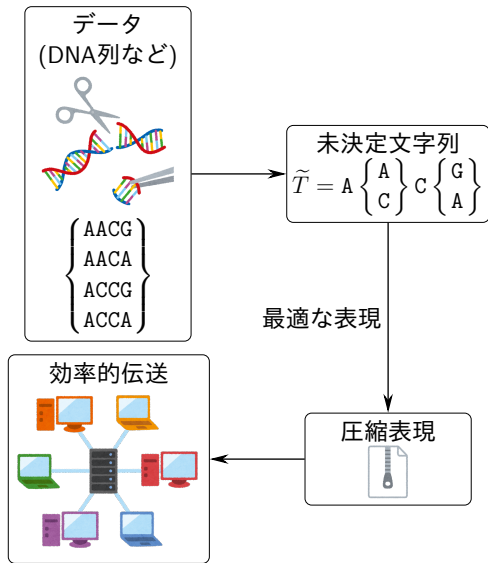 データ
(DNA列など)
AACG
AACA
ACCG
ACCA
未決定文字列
T̃ = A {A C} C {G A}
最適な表現
圧縮表現
効率的伝送